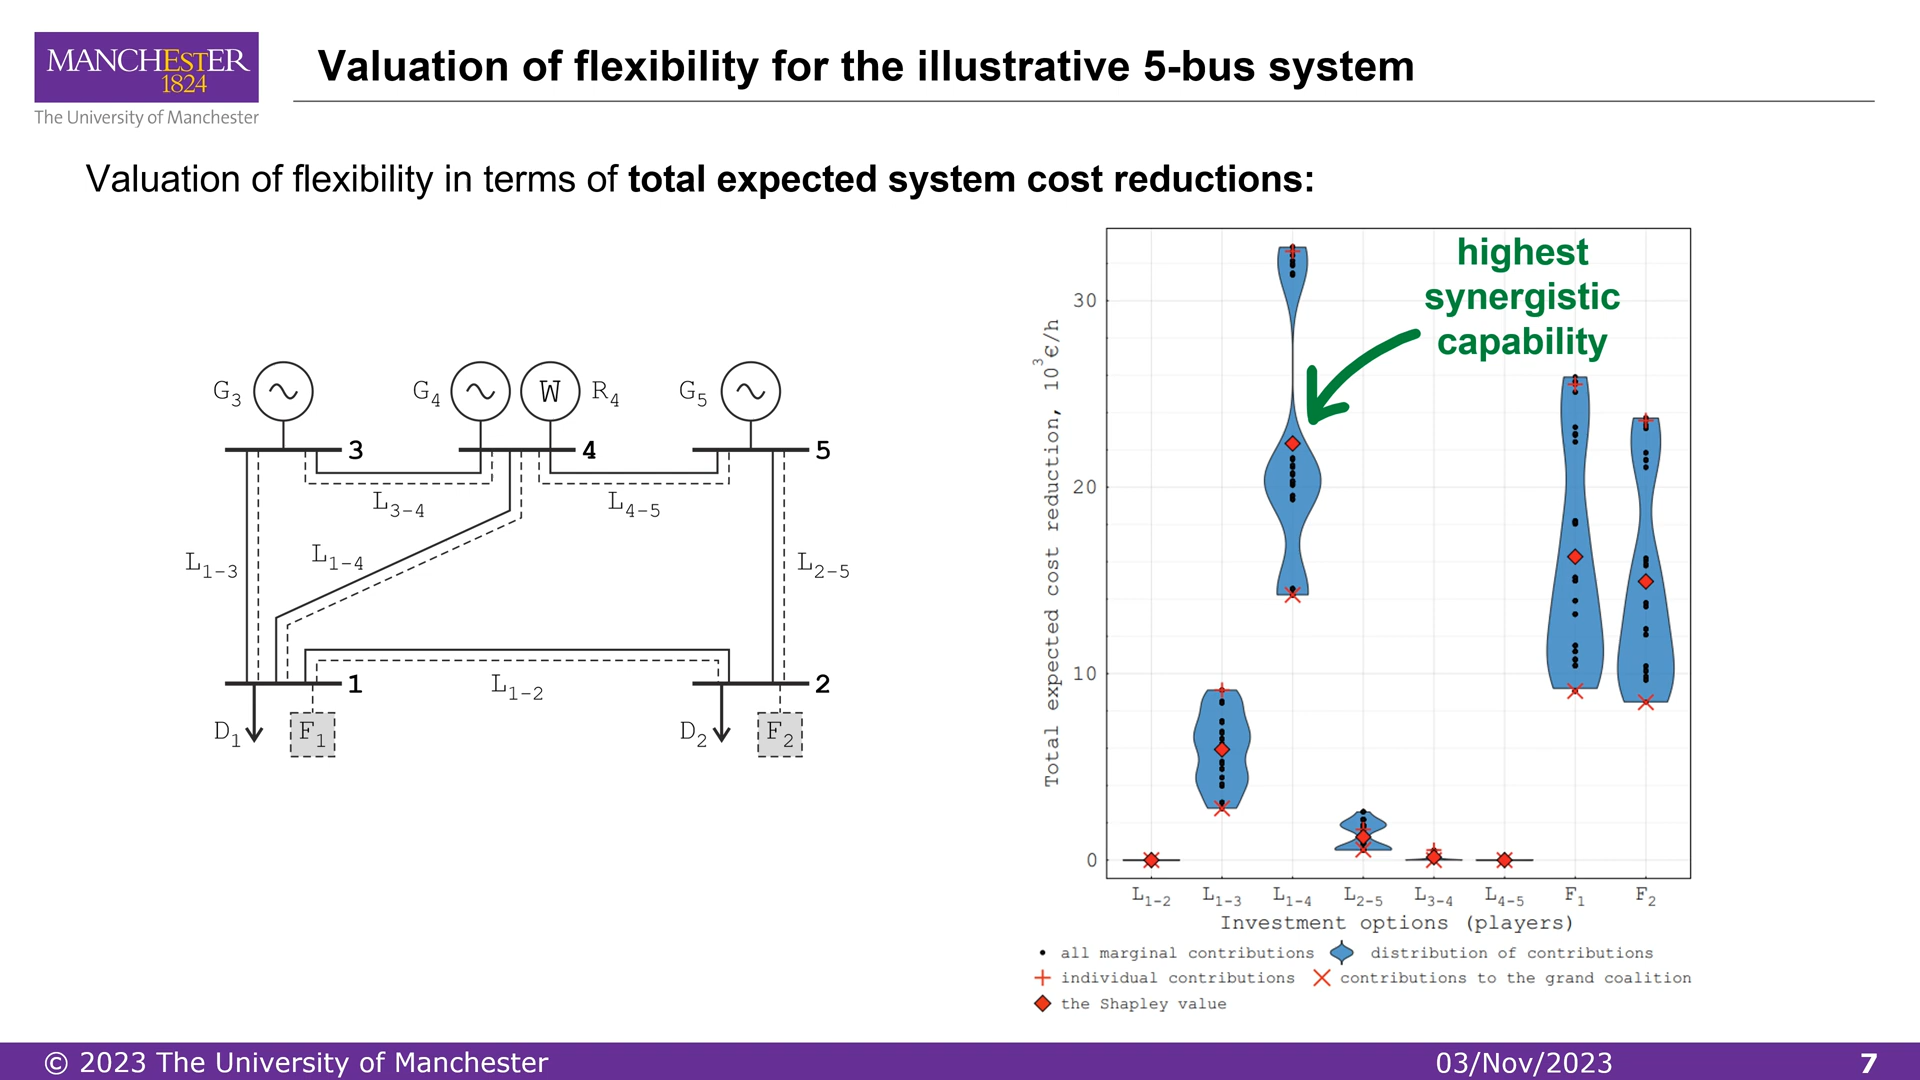 MANCHESTER
1824
The University of Manchester
Valuation of flexibility for the illustrative 5-bus system
Valuation of flexibility in terms of total expected system cost reductions:
G3
G4
W
R4
G5
3
4
5
L3-4
L4-5
L1-3
L1-4
L2-5
1
L1-2
2
D1
F1
D2
F2
highest
synergistic
capability
Total expected cost reduction, 10³€/h
30
20
10
0
L1-2 L1-3 L1-4 L2-5 L3-4 L4-5 F1 F2
Investment options (players)
all marginal contributions distribution of contributions
individual contributions contributions to the grand coalition
the Shapley value
© 2023 The University of Manchester 03/Nov/2023 7